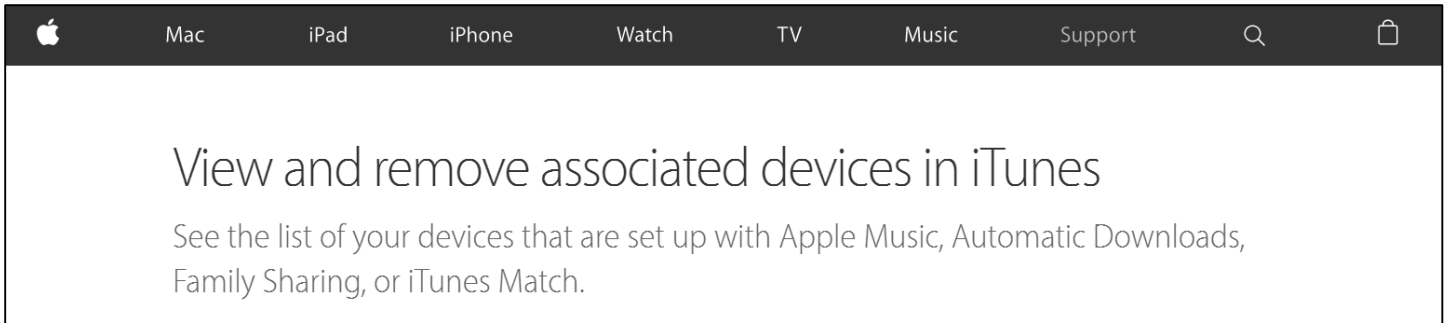 Mac iPad iPhone Watch TV Music Support
View and remove associated devices in iTunes
See the list of your devices that are set up with Apple Music, Automatic Downloads,
Family Sharing, or iTunes Match.